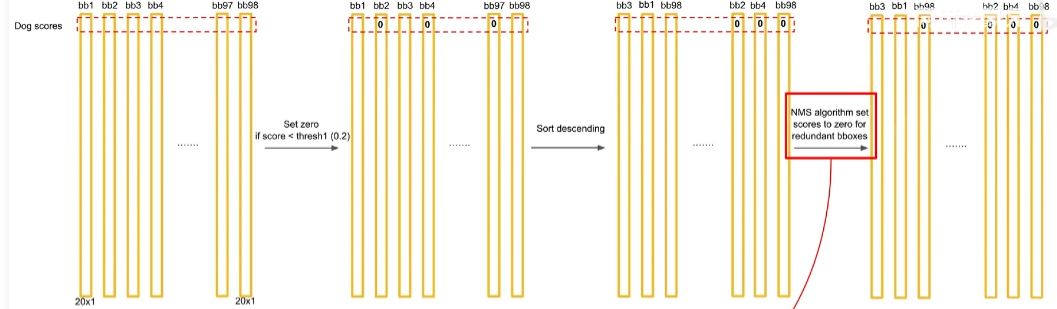 bb1 bb2 bb3 bb4 bb97 bb98
bb1 bb2 bb3 bb4 bb97 bb98
bb3 bb1 bb98 bb2 bb4 bb98
bb3 bb1 bb98 bb2 bb4
Dog scores
0 0 0
0 0 0
0 0 0 0
Set zero
if score < thresh1 (0.2)
.......
.......
Sort descending
.......
NMS algorithm set
scores to zero for
redundant bboxes
.......
20x1
20x1